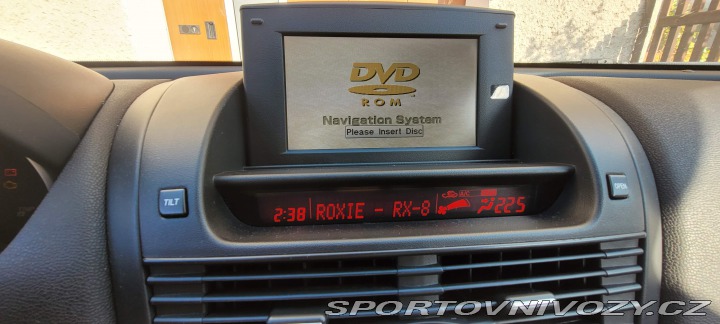 DVD
ROM
Navigation System
Please Insert Disc
TILT
OPEN
2:38 ROXIE - RX-8 A/C 22.5
SPORTOVNIVOZY.CZ